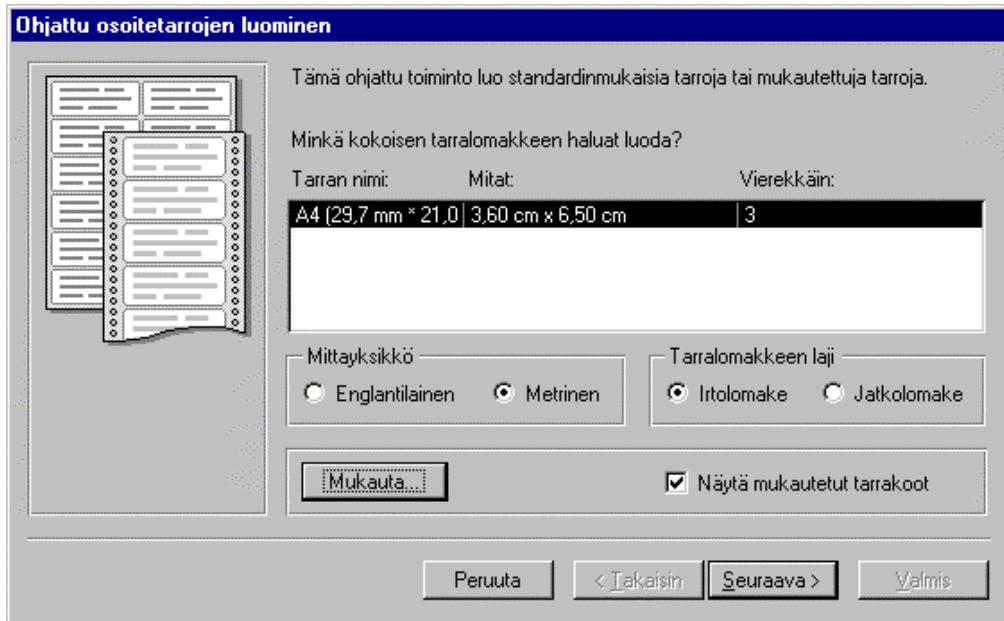 Ohjattu osoitetarrojen luominen
Tämä ohjattu toiminto luo standardinmukaisia tarroja tai mukautettuja tarroja.
Minkä kokoisen tarralomakkeen haluat luoda?
Tarran nimi: Mitat: Vierekkäin:
A4 (29,7 mm * 21,0 3,60 cm x 6,50 cm 3
Mittayksikkö Tarralomakkeen laji
Englantilainen Metrinen Irtolomake Jatkolomake
Mukauta... Näytä mukautetut tarrakoot
Peruuta < Takaisin Seuraava > Valmis